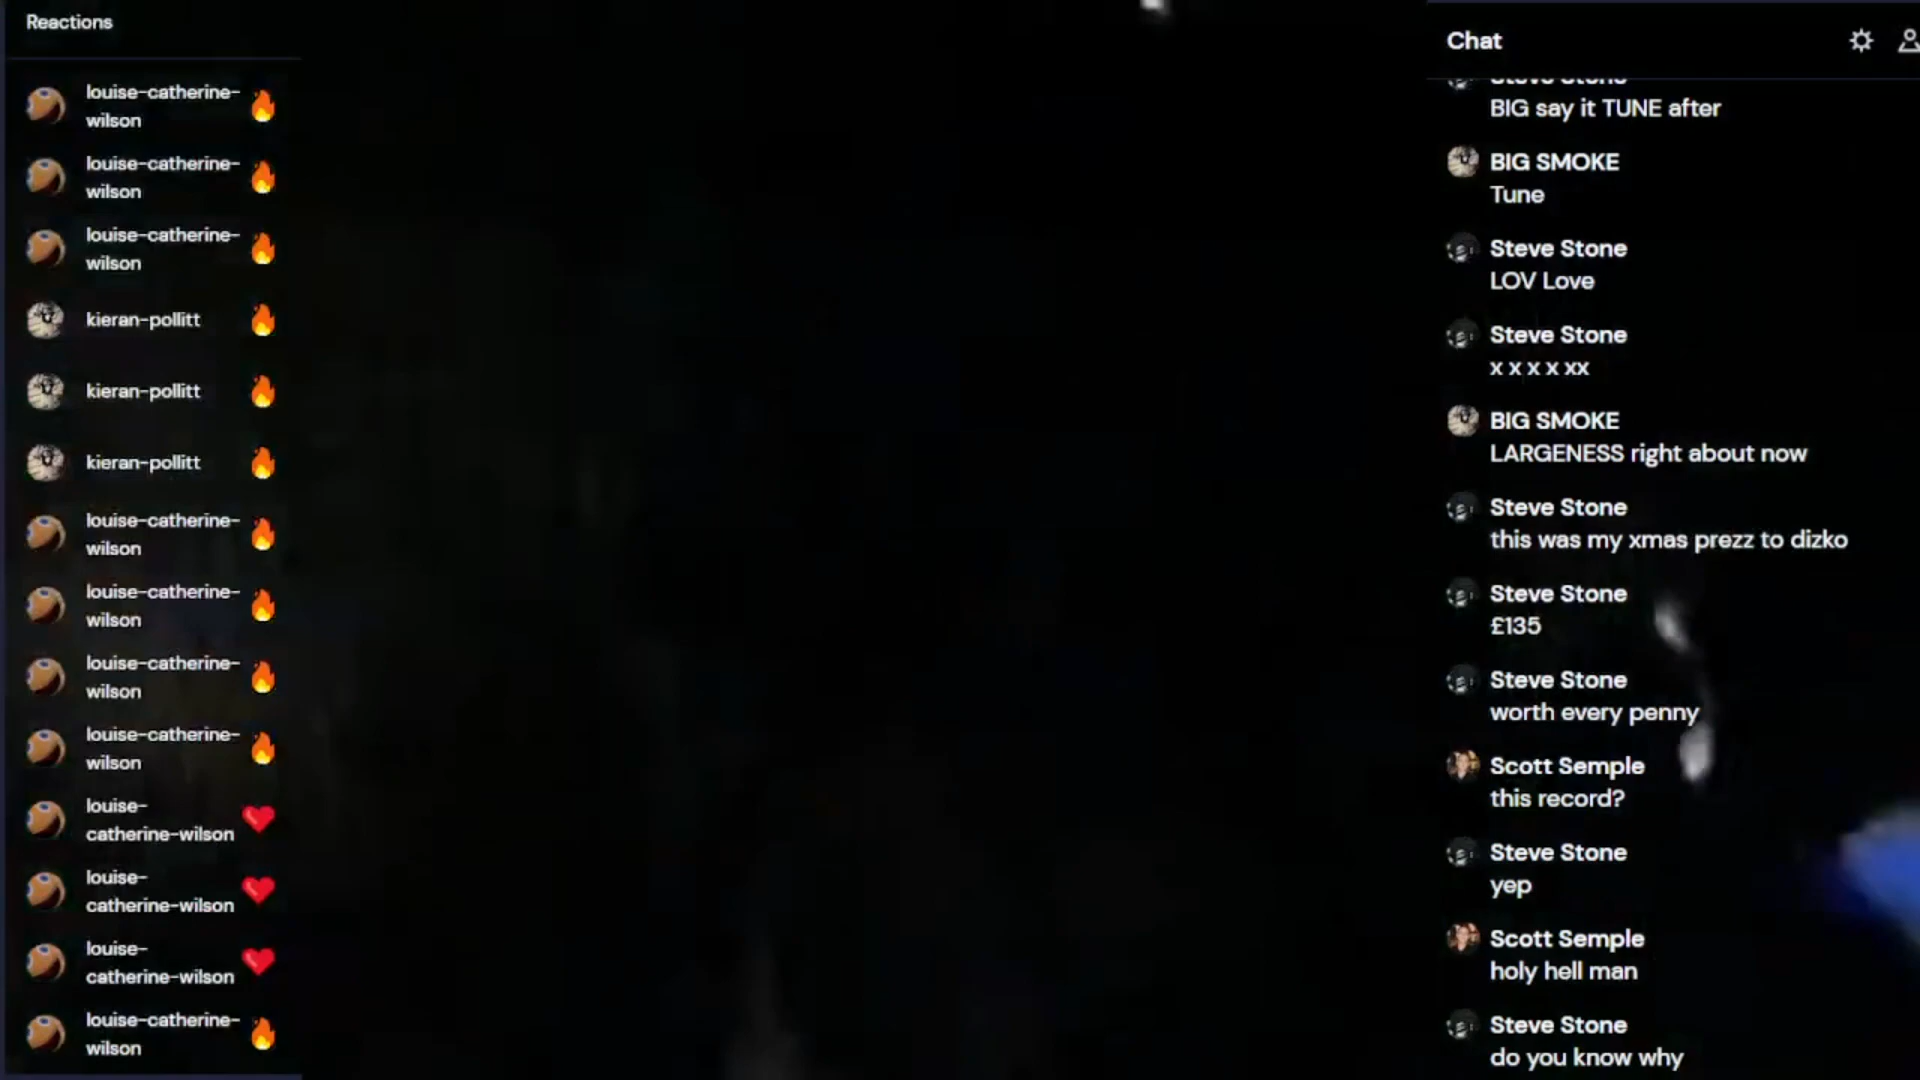 Reactions
louise-catherine-
wilson
louise-catherine-
wilson
louise-catherine-
wilson
kieran-pollitt
kieran-pollitt
kieran-pollitt
louise-catherine-
wilson
louise-catherine-
wilson
louise-catherine-
wilson
louise-catherine-
wilson
louise-
catherine-wilson
louise-
catherine-wilson
louise-
catherine-wilson
louise-catherine-
wilson
Chat
Steve Stone
BIG say it TUNE after
BIG SMOKE
Tune
Steve Stone
LOV Love
Steve Stone
x x x x xx
BIG SMOKE
LARGENESS right about now
Steve Stone
this was my xmas prezz to dizko
Steve Stone
£135
Steve Stone
worth every penny
Scott Semple
this record?
Steve Stone
yep
Scott Semple
holy hell man
Steve Stone
do you know why